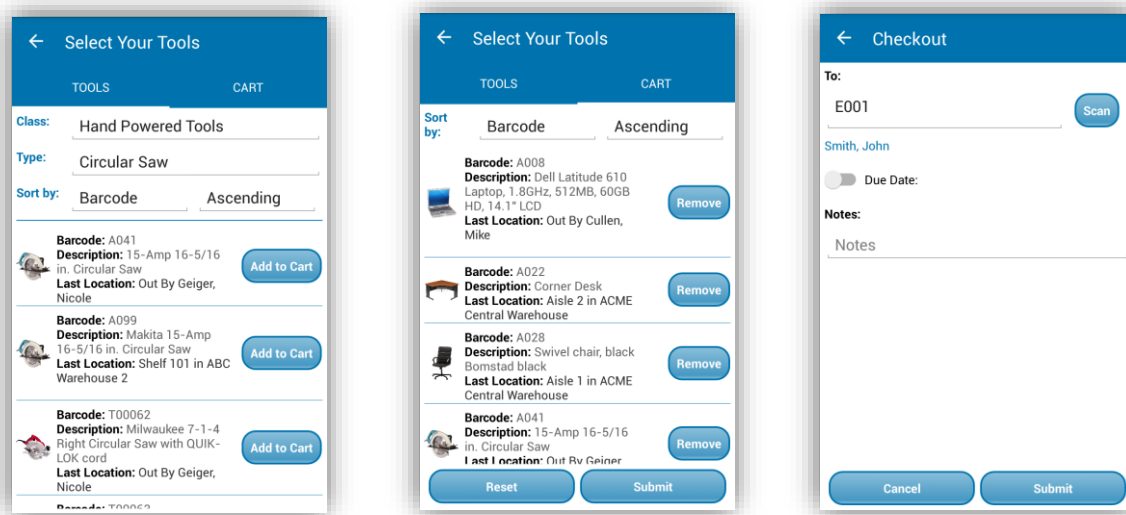 Select Your Tools
TOOLS CART
Class: Hand Powered Tools
Type: Circular Saw
Sort by: Barcode Ascending
Barcode: A041
Description: 15-Amp 16-5/16
in. Circular Saw
Last Location: Out By Geiger,
Nicole
Add to Cart
Barcode: A099
Description: Makita 15-Amp
16-5/16 in. Circular Saw
Last Location: Shelf 101 in ABC
Warehouse 2
Add to Cart
Barcode: T00062
Description: Milwaukee 7-1-4
Right Circular Saw with QUIK-
LOK cord
Last Location: Out By Geiger,
Nicole
Add to Cart
Barcode: T00063
Select Your Tools
TOOLS CART
Sort
by: Barcode Ascending
Barcode: A008
Description: Dell Latitude 610
Laptop, 1.8GHz, 512MB, 60GB
HD, 14.1" LCD
Last Location: Out By Cullen,
Mike
Remove
Barcode: A022
Description: Corner Desk
Last Location: Aisle 2 in ACME
Central Warehouse
Remove
Barcode: A028
Description: Swivel chair, black
Bomstad black
Last Location: Aisle 1 in ACME
Central Warehouse
Remove
Barcode: A041
Description: 15-Amp 16-5/16
in. Circular Saw
Last Location: Out By Geiger
Remove
Reset Submit
Checkout
To:
E001
Scan
Smith, John
Due Date:
Notes:
Notes
Cancel Submit